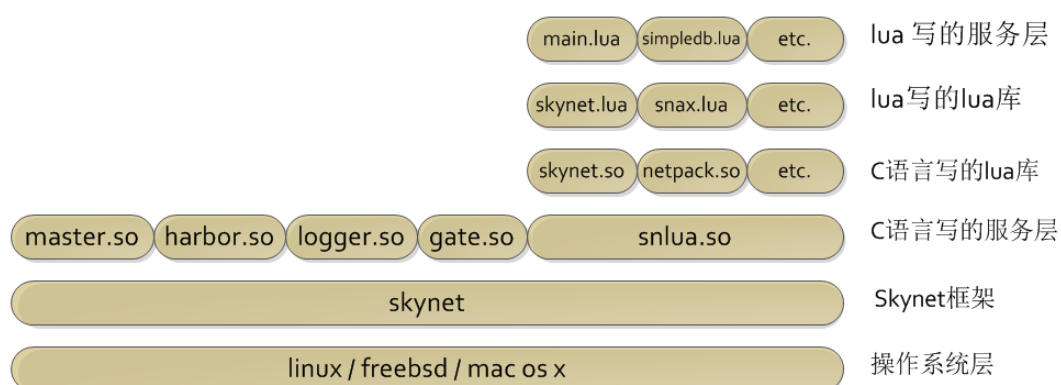 main.lua simpledb.lua etc. lua 写的服务层
skynet.lua snax.lua etc. lua写的lua库
skynet.so netpack.so etc. C语言写的lua库
master.so harbor.so logger.so gate.so snlua.so C语言写的服务层
skynet Skynet框架
linux / freebsd / mac os x 操作系统层